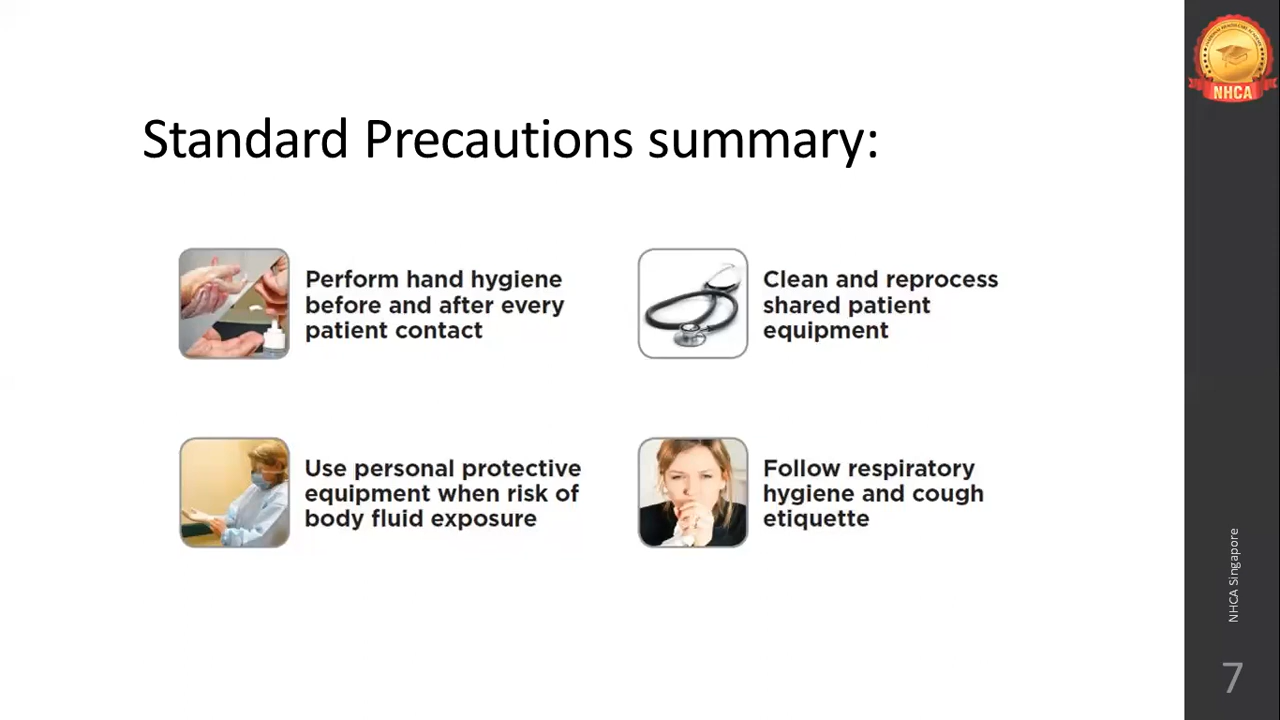 NHCA
Standard Precautions summary:
Perform hand hygiene
before and after every
patient contact
Clean and reprocess
shared patient
equipment
Use personal protective
equipment when risk of
body fluid exposure
Follow respiratory
hygiene and cough
etiquette
NHCA Singapore
7